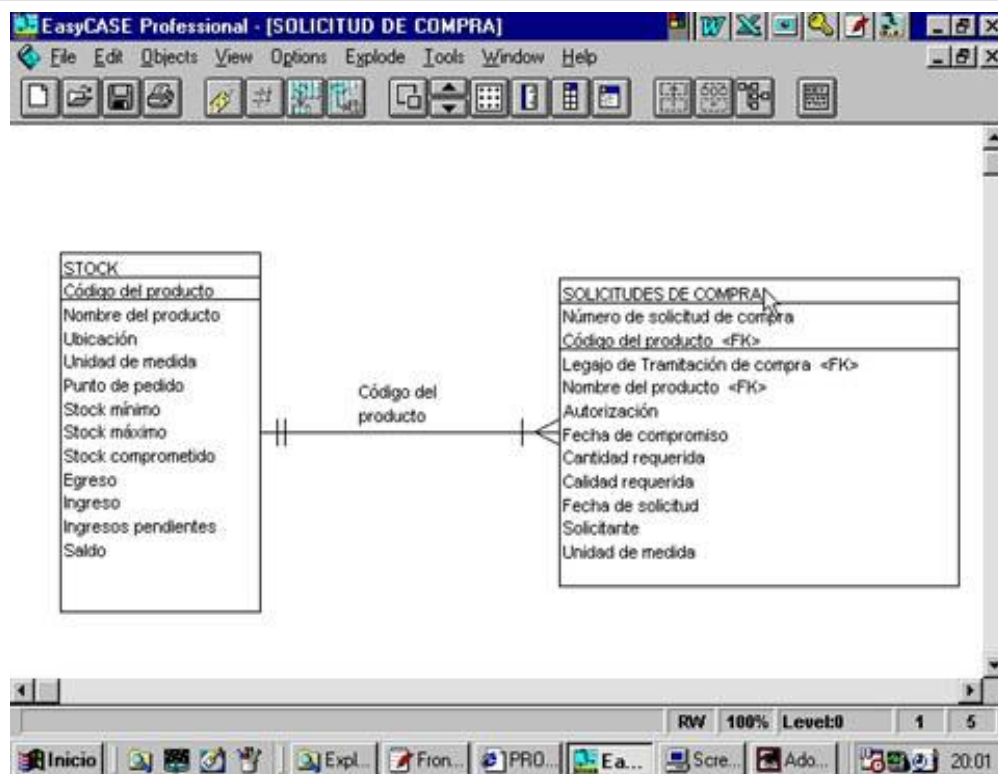 EasyCASE Professional - [SOLICITUD DE COMPRA]
File Edit Objects View Options Explode Tools Window Help
STOCK
Código del producto
Nombre del producto
Ubicación
Unidad de medida
Punto de pedido
Stock mínimo
Stock máximo
Stock comprometido
Egreso
Ingreso
Ingresos pendientes
Saldo
Código del
producto
SOLICITUDES DE COMPRA
Número de solicitud de compra
Código del producto <FK>
Legajo de Tramitación de compra <FK>
Nombre del producto <FK>
Autorización
Fecha de compromiso
Cantidad requerida
Calidad requerida
Fecha de solicitud
Solicitante
Unidad de medida
RW 100% Level:0 1 5
Inicio Expl... Fron... PRO... Ea... Scre... Ado... 20:01